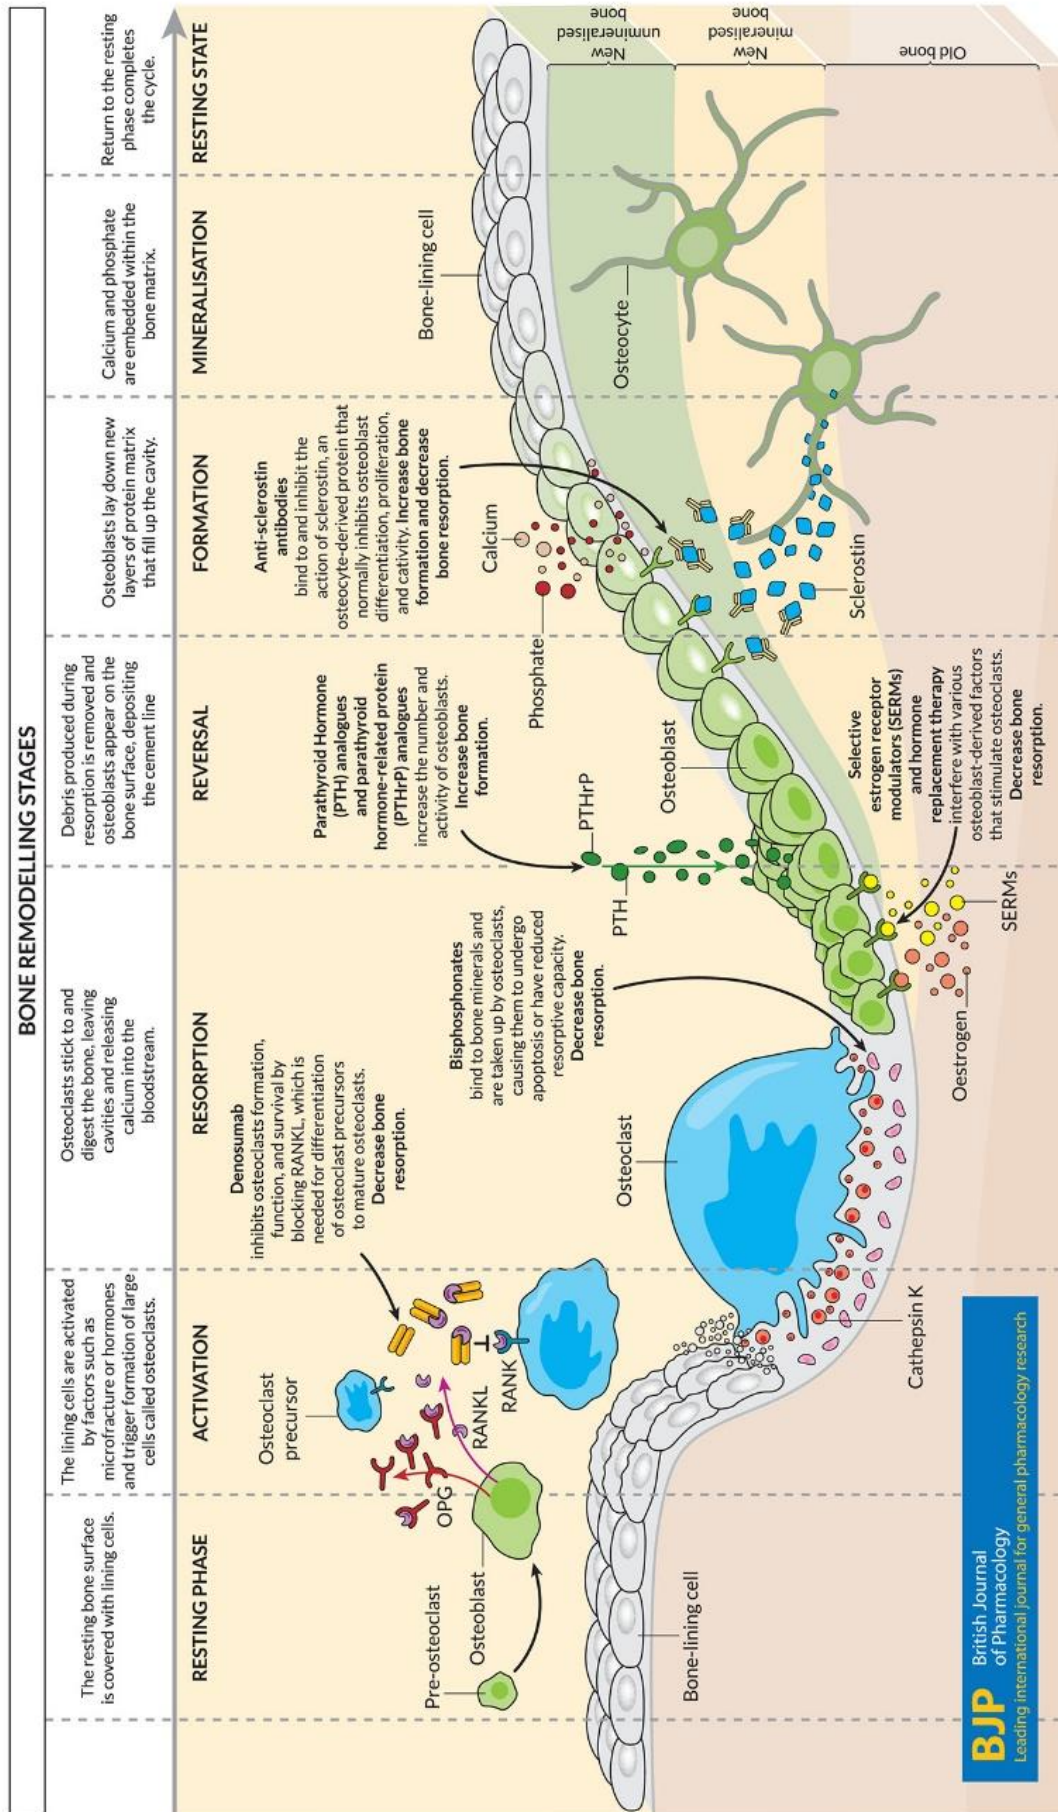 BONE REMODELLING STAGES
The resting bone surface
is covered with lining cells.
The lining cells are activated
by factors such as
microfracture or hormones
and trigger formation of large
cells called osteoclasts.
Osteoclasts stick to and
digest the bone, leaving
cavities and releasing
calcium into the
bloodstream.
Debris produced during
resorption is removed and
osteoblasts appear on the
bone surface, depositing
the cement line
Osteoblasts lay down new
layers of protein matrix
that fill up the cavity.
Calcium and phosphate
are embedded within the
bone matrix.
Return to the resting
phase completes
the cycle.
RESTING PHASE
ACTIVATION
RESORPTION
REVERSAL
FORMATION
MINERALISATION
RESTING STATE
Pre-osteoclast
Osteoblast
OPG
RANKL
RANK
Osteoclast
precursor
Bone-lining cell
Denosumab
inhibits osteoclasts formation,
function, and survival by
blocking RANKL, which is
needed for differentiation
of osteoclast precursors
to mature osteoclasts.
Decrease bone
resorption.
Bisphosphonates
bind to bone minerals and
are taken up by osteoclasts,
causing them to undergo
apoptosis or have reduced
resorptive capacity.
Decrease bone
resorption.
Osteoclast
Cathepsin K
Parathyroid Hormone
(PTH) analogues
and parathyroid
hormone-related protein
(PTHrP) analogues
increase the number and
activity of osteoblasts.
Increase bone
formation.
PTHrP
PTH
Osteoblast
Selective
estrogen receptor
modulators (SERMs)
and hormone
replacement therapy
interfere with various
osteoblast-derived factors
that stimulate osteoclasts.
Decrease bone
resorption.
SERMs
Oestrogen
Anti-sclerostin
antibodies
bind to and inhibit the
action of sclerostin, an
osteocyte-derived protein that
normally inhibits osteoblast
differentiation, proliferation,
and cativity. Increase bone
formation and decrease
bone resorption.
Calcium
Phosphate
Sclerostin
Bone-lining cell
Osteocyte
New
unmineralised
bone
New
mineralised
bone
Old bone
BJP
British Journal
of Pharmacology
Leading international journal for general pharmacology research